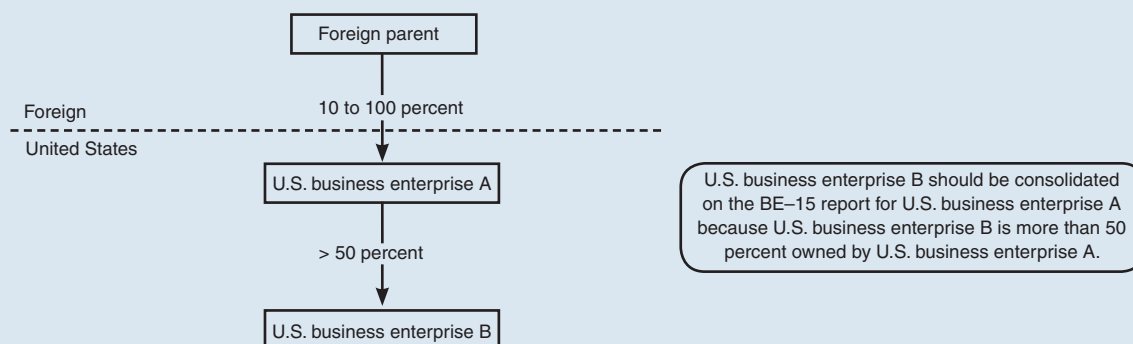 Foreign parent
10 to 100 percent
Foreign
United States
U.S. business enterprise A
> 50 percent
U.S. business enterprise B
U.S. business enterprise B should be consolidated
on the BE–15 report for U.S. business enterprise A
because U.S. business enterprise B is more than 50
percent owned by U.S. business enterprise A.